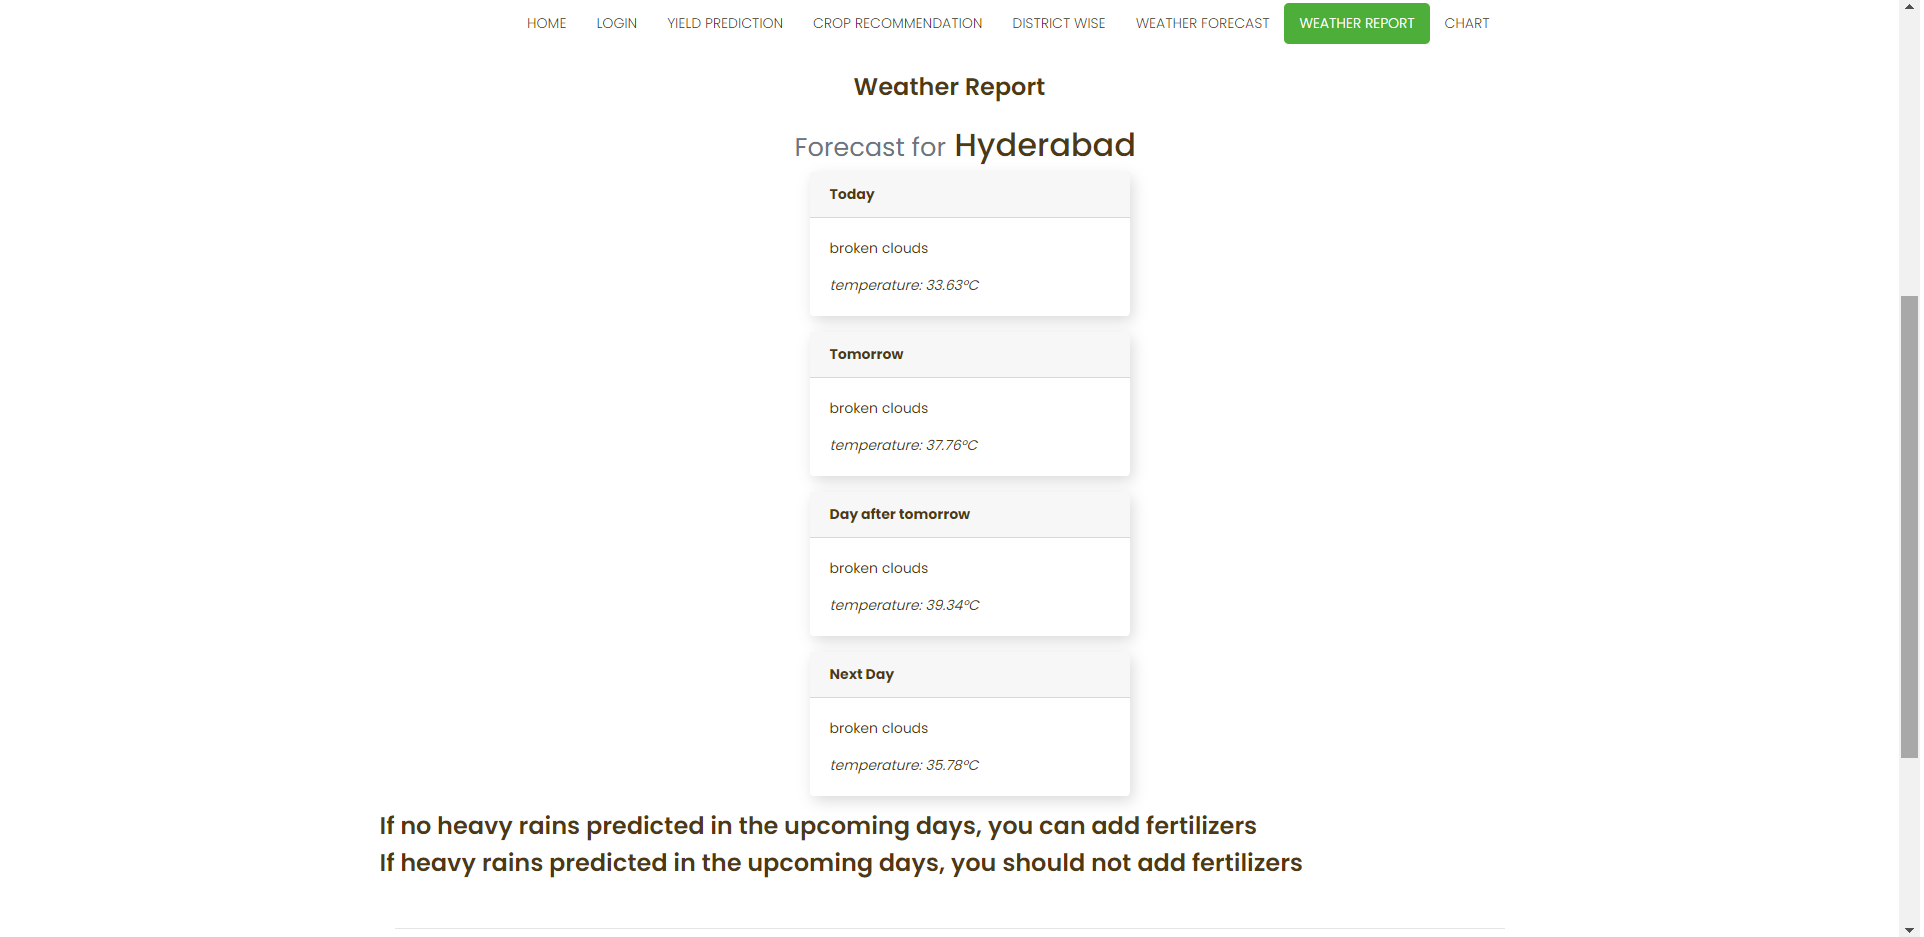 HOME LOGIN YIELD PREDICTION CROP RECOMMENDATION DISTRICT WISE WEATHER FORECAST WEATHER REPORT CHART
Weather Report
Forecast for Hyderabad
Today
broken clouds
temperature: 33.63°C
Tomorrow
broken clouds
temperature: 37.76°C
Day after tomorrow
broken clouds
temperature: 39.34°C
Next Day
broken clouds
temperature: 35.78°C
If no heavy rains predicted in the upcoming days, you can add fertilizers
If heavy rains predicted in the upcoming days, you should not add fertilizers